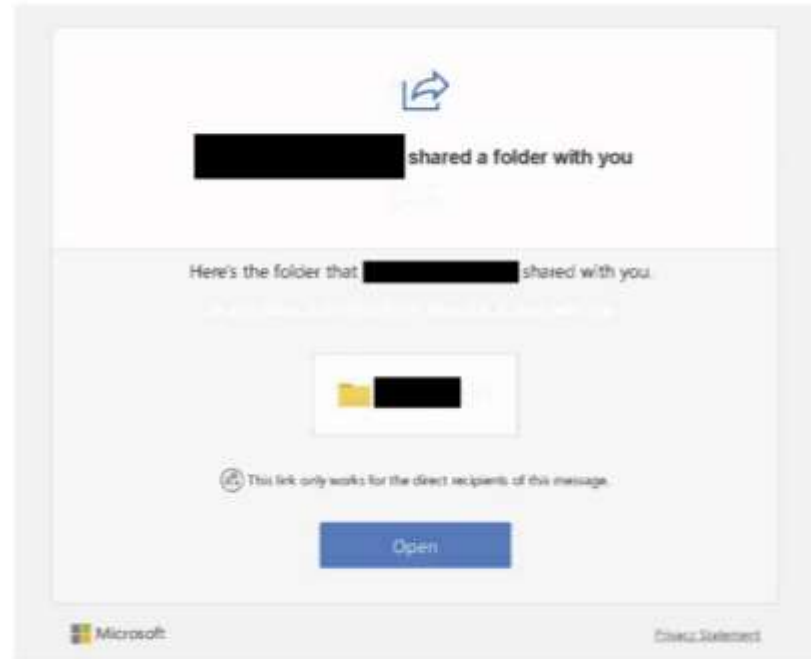 shared a folder with you
Here's the folder that shared with you.
This link only works for the direct recipients of this message.
Open
Microsoft
Privacy Statement